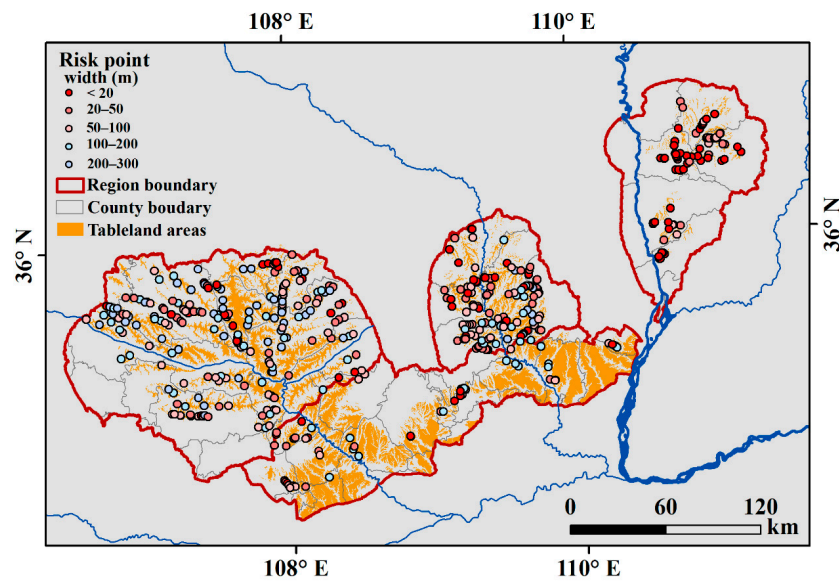 108° E
110° E
Risk point
width (m)
< 20
20–50
50–100
100–200
200–300
Region boundary
County boudary
Tableland areas
36° N
36° N
0
60
120
km
108° E
110° E